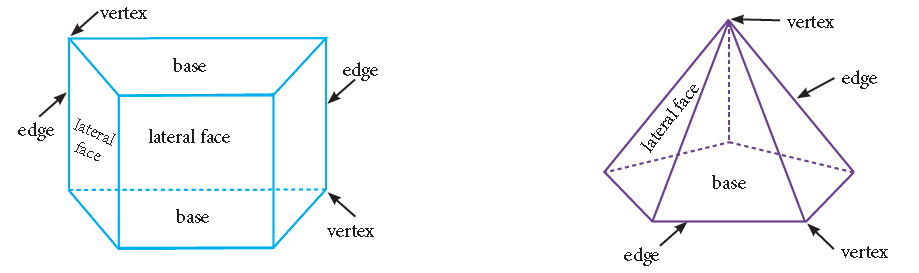 vertex
base
edge
edge
lateral
face
lateral face
base
vertex
vertex
edge
lateral face
base
edge
vertex